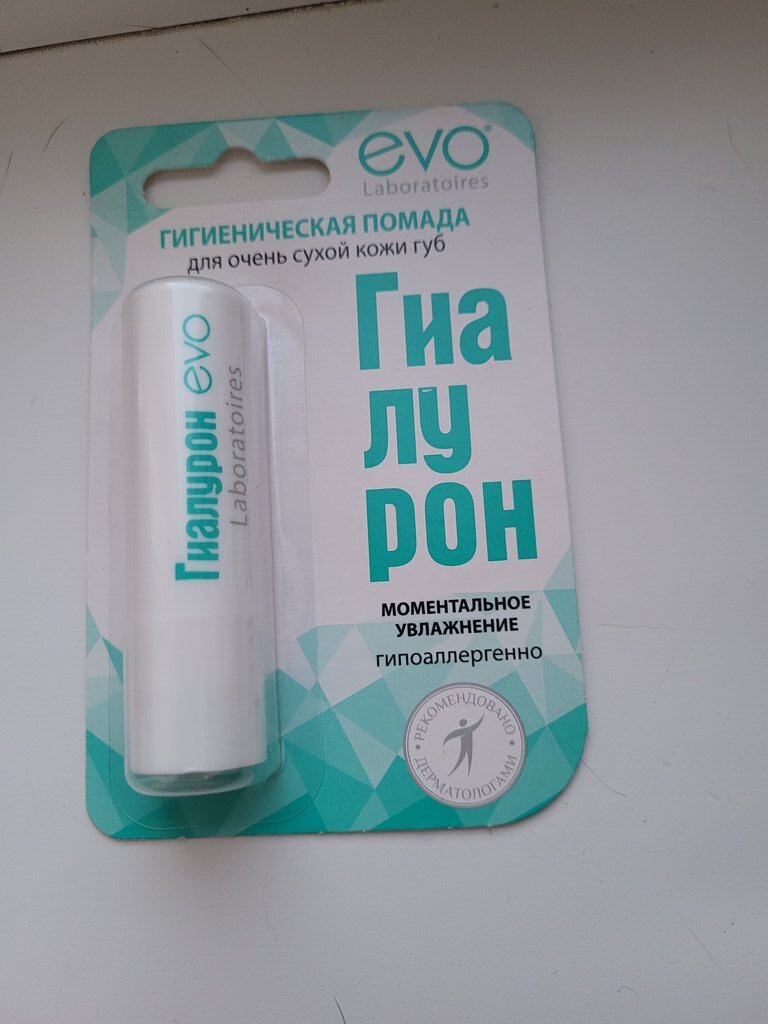 evo®
Laboratoires
ГИГИЕНИЧЕСКАЯ ПОМАДА
для очень сухой кожи губ
Гиа
лу
рон
Гиалурон evo
Laboratoires
МОМЕНТАЛЬНОЕ
УВЛАЖНЕНИЕ
гипоаллергенно
РЕКОМЕНДОВАНО
ДЕРМАТОЛОГАМИ